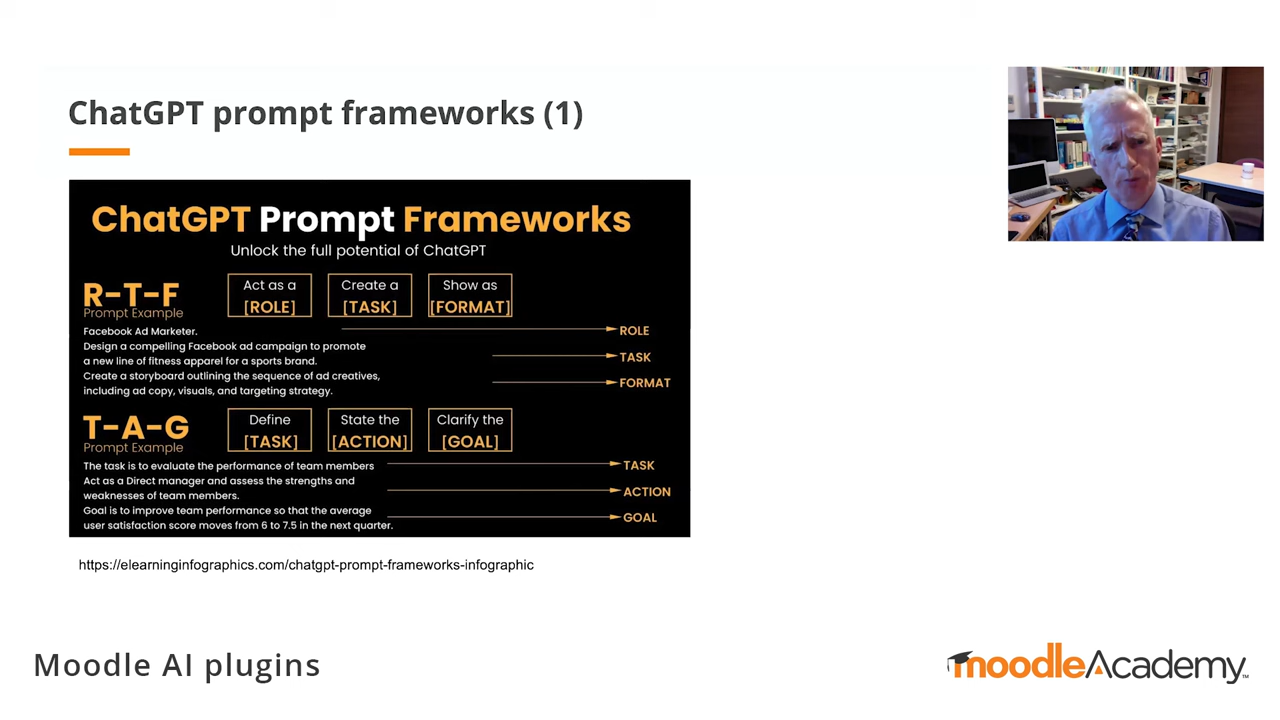 ChatGPT prompt frameworks (1)
ChatGPT Prompt Frameworks
Unlock the full potential of ChatGPT
R-T-F
Prompt Example
Act as a
[ROLE]
Create a
[TASK]
Show as
[FORMAT]
Facebook Ad Marketer.
ROLE
Design a compelling Facebook ad campaign to promote
a new line of fitness apparel for a sports brand.
TASK
Create a storyboard outlining the sequence of ad creatives,
including ad copy, visuals, and targeting strategy.
FORMAT
T-A-G
Prompt Example
Define
[TASK]
State the
[ACTION]
Clarify the
[GOAL]
The task is to evaluate the performance of team members
TASK
Act as a Direct manager and assess the strengths and
weaknesses of team members.
ACTION
Goal is to improve team performance so that the average
user satisfaction score moves from 6 to 7.5 in the next quarter.
GOAL
https://elearninginfographics.com/chatgpt-prompt-frameworks-infographic
Moodle AI plugins
moodleAcademy™